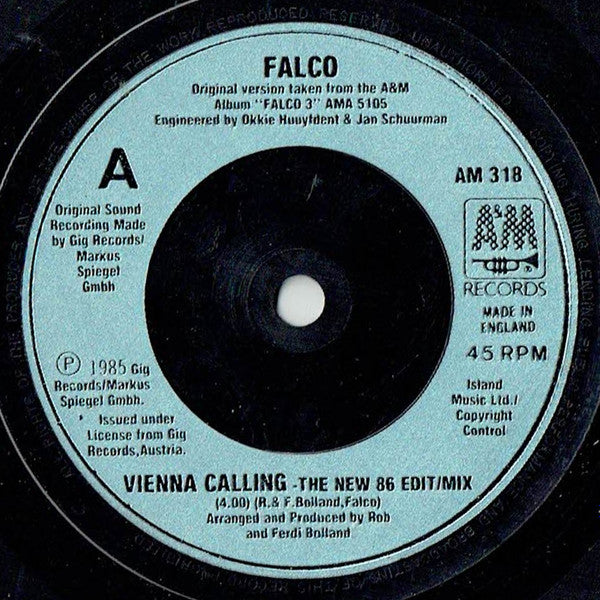 FALCO
Original version taken from the A&M
Album "FALCO 3" AMA 5105
Engineered by Okkie Huuyfdent & Jan Schuurman
A
AM 318
Original Sound
Recording Made
by Gig Records/
Markus
Spiegel
Gmbh
A&M
RECORDS
MADE IN
ENGLAND
45 RPM
Ⓟ 1985 Gig
Records/Markus
Spiegel Gmbh.
* Issued under
License from Gig
Records,Austria.
Island
Music Ltd./
Copyright
Control
VIENNA CALLING -THE NEW 86 EDIT/MIX
(4.00) (R.& F.Bolland,Falco)
Arranged and Produced by Rob
and Ferdi Bolland